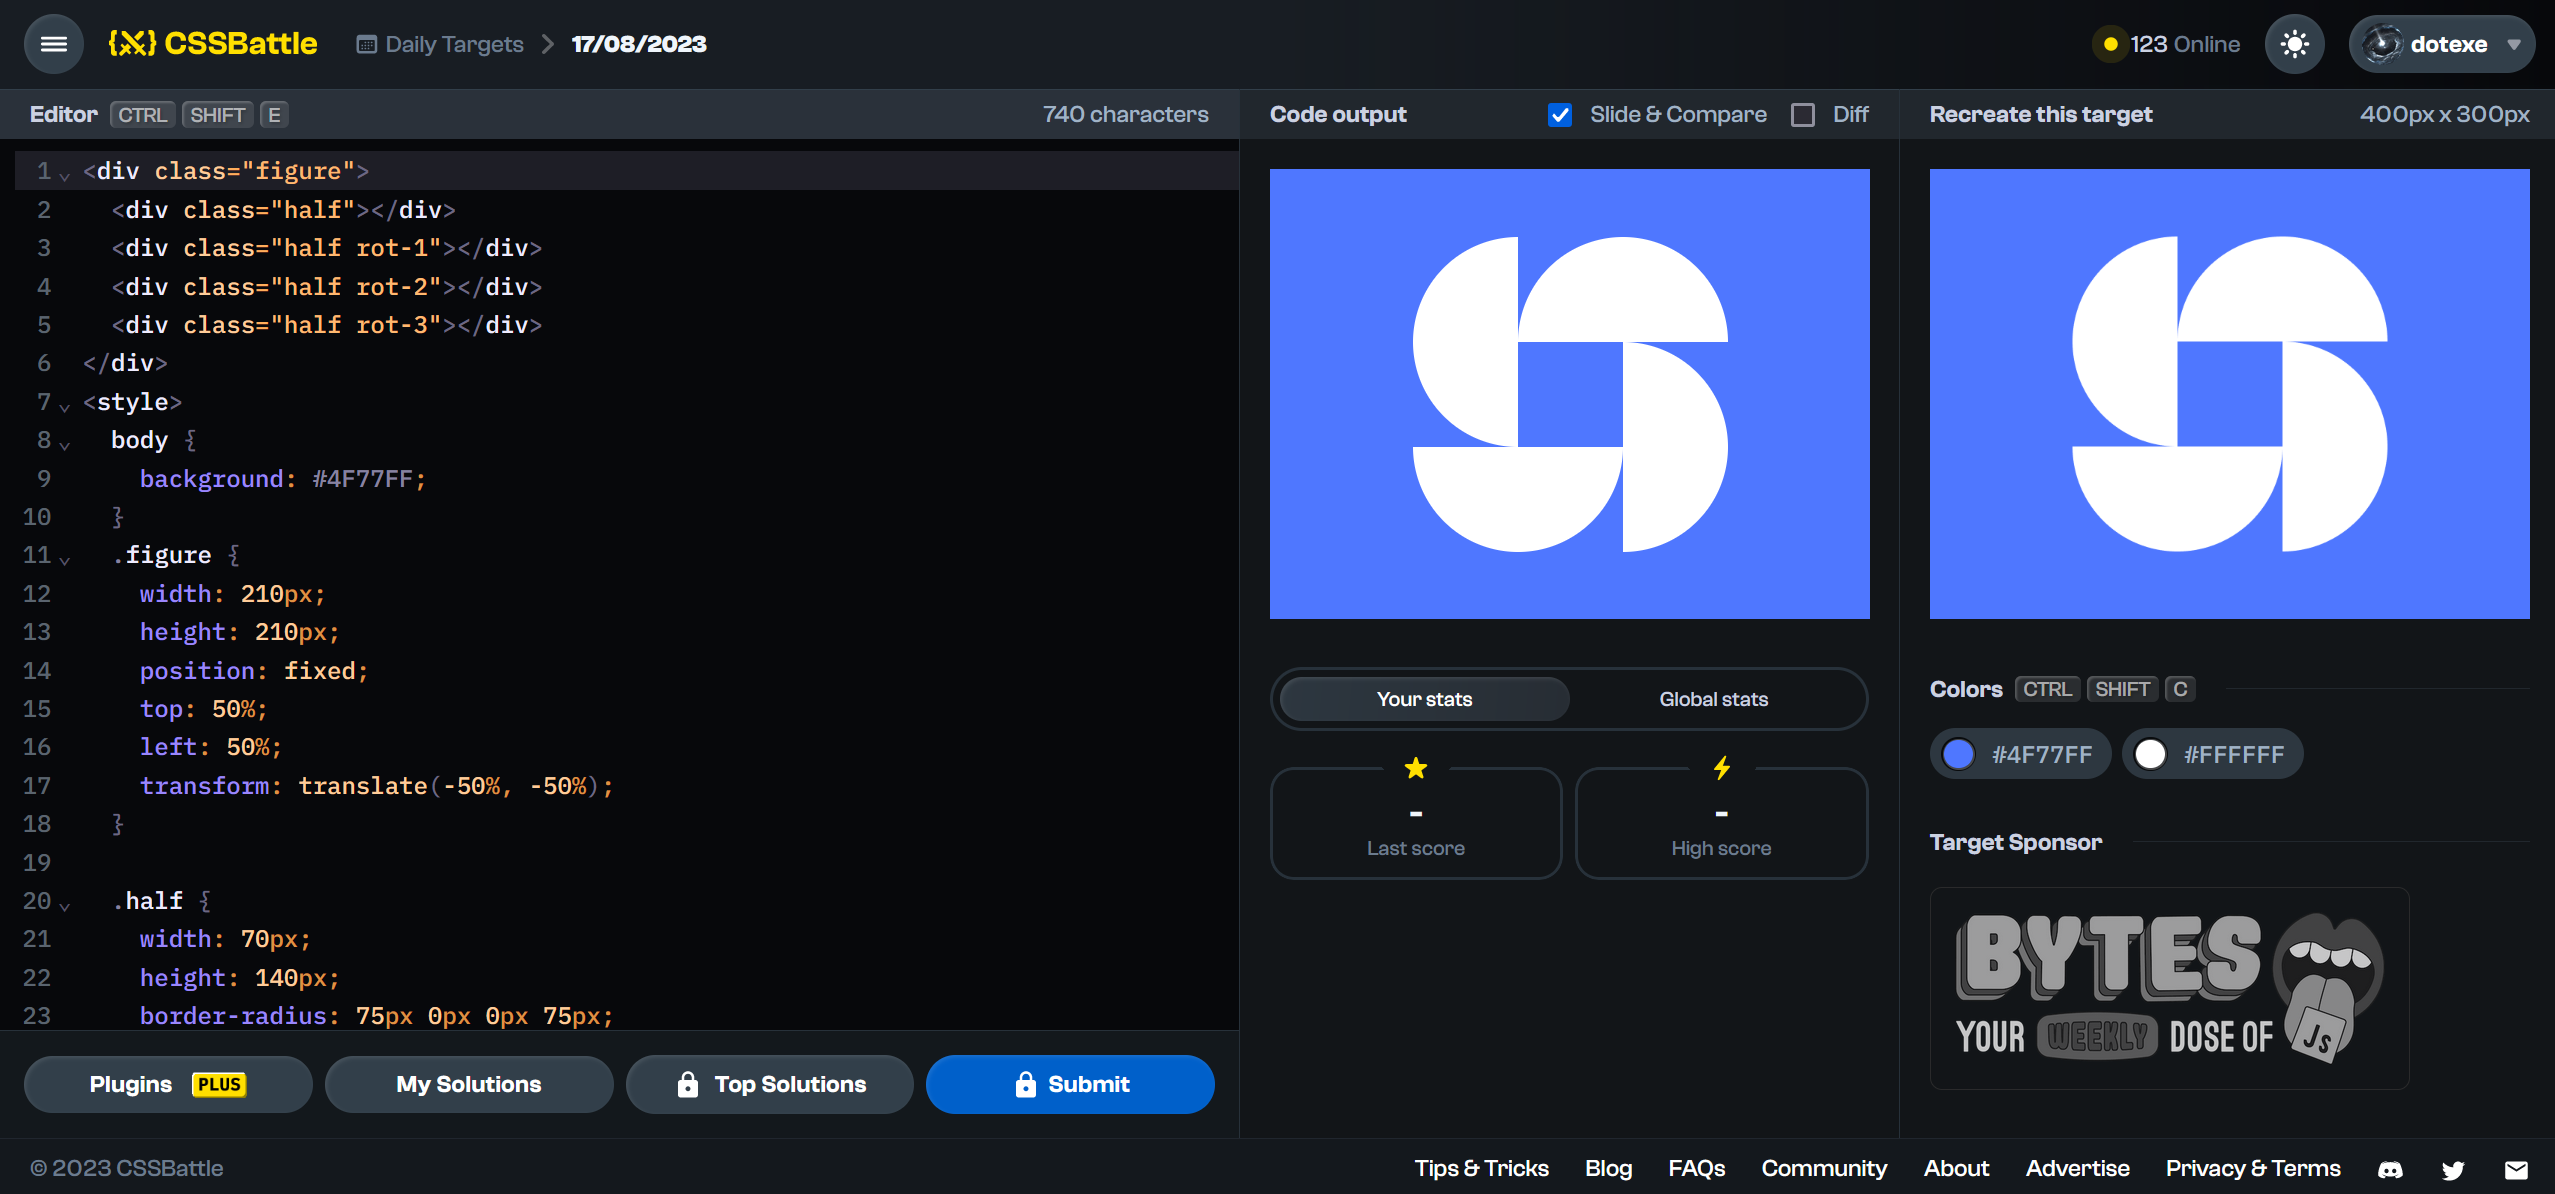 {X} CSSBattle
Daily Targets > 17/08/2023
123 Online
dotexe
Editor CTRL SHIFT E
740 characters
1 <div class="figure">
2 <div class="half"></div>
3 <div class="half rot-1"></div>
4 <div class="half rot-2"></div>
5 <div class="half rot-3"></div>
6 </div>
7 <style>
8 body {
9 background: #4F77FF;
10 }
11 .figure {
12 width: 210px;
13 height: 210px;
14 position: fixed;
15 top: 50%;
16 left: 50%;
17 transform: translate(-50%, -50%);
18 }
19
20 .half {
21 width: 70px;
22 height: 140px;
23 border-radius: 75px 0px 0px 75px;
Plugins PLUS
My Solutions
Top Solutions
Submit
Code output
Slide & Compare
Diff
Your stats
Global stats
-
Last score
-
High score
Recreate this target
400px x 300px
Colors CTRL SHIFT C
#4F77FF
#FFFFFF
Target Sponsor
BYTES
YOUR WEEKLY DOSE OF JS
© 2023 CSSBattle
Tips & Tricks
Blog
FAQs
Community
About
Advertise
Privacy & Terms